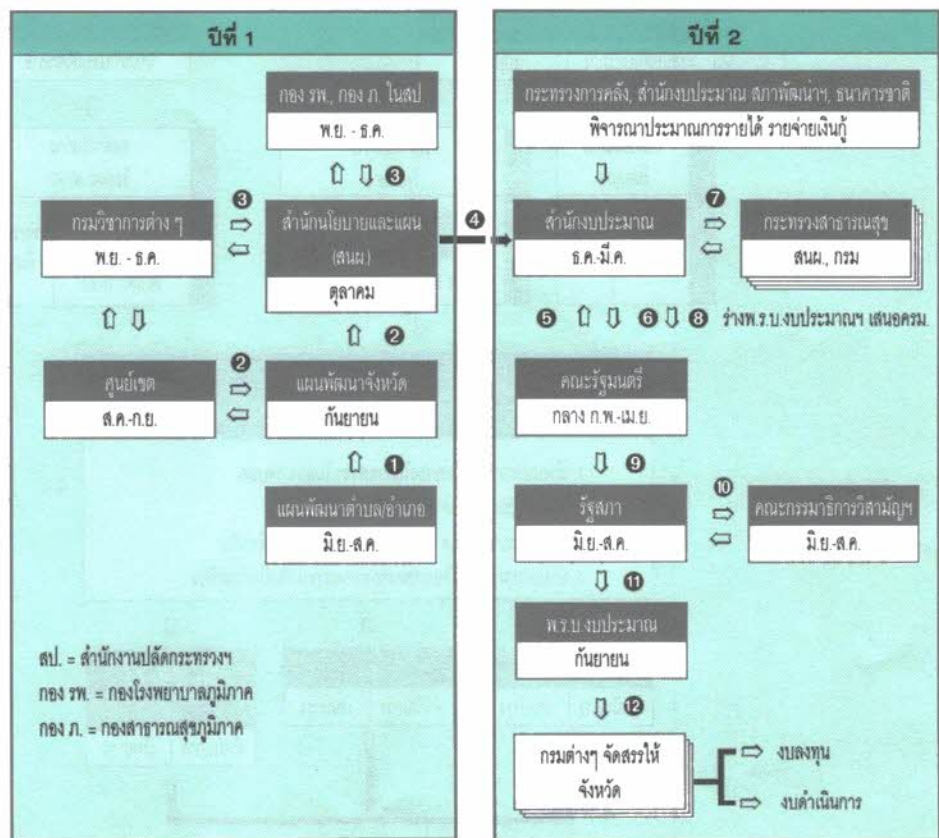 ปีที่ 1
กอง รพ., กอง ภ. ในสป
พ.ย. - ธ.ค.
❸
กรมวิชาการต่าง ๆ
พ.ย. - ธ.ค.
❸
สำนักนโยบายและแผน
(สนผ.)
ตุลาคม
❹
❷
ศูนย์เขต
ส.ค.-ก.ย.
❷
แผนพัฒนาจังหวัด
กันยายน
❶
แผนพัฒนาตำบล/อำเภอ
มิ.ย.-ส.ค.
สป. = สำนักงานปลัดกระทรวงฯ
กอง รพ. = กองโรงพยาบาลภูมิภาค
กอง ภ. = กองสาธารณสุขภูมิภาค
ปีที่ 2
กระทรวงการคลัง, สำนักงบประมาณ สภาพัฒน่าฯ, ธนาคารชาติ
พิจารณาประมาณการรายได้ รายจ่ายเงินกู้
สำนักงบประมาณ
ธ.ค.-มี.ค.
❼
กระทรวงสาธารณสุข
สนผ., กรม
❺ ❻ ❽ ร่างพ.ร.บ.งบประมาณฯ เสนอครม.
คณะรัฐมนตรี
กลาง ก.พ.-เม.ย.
❾
รัฐสภา
มิ.ย.-ส.ค.
❿
คณะกรรมาธิการวิสามัญฯ
มิ.ย.-ส.ค.
⓫
พ.ร.บ.งบประมาณ
กันยายน
⓬
กรมต่างๆ จัดสรรให้
จังหวัด
งบลงทุน
งบดำเนินการ